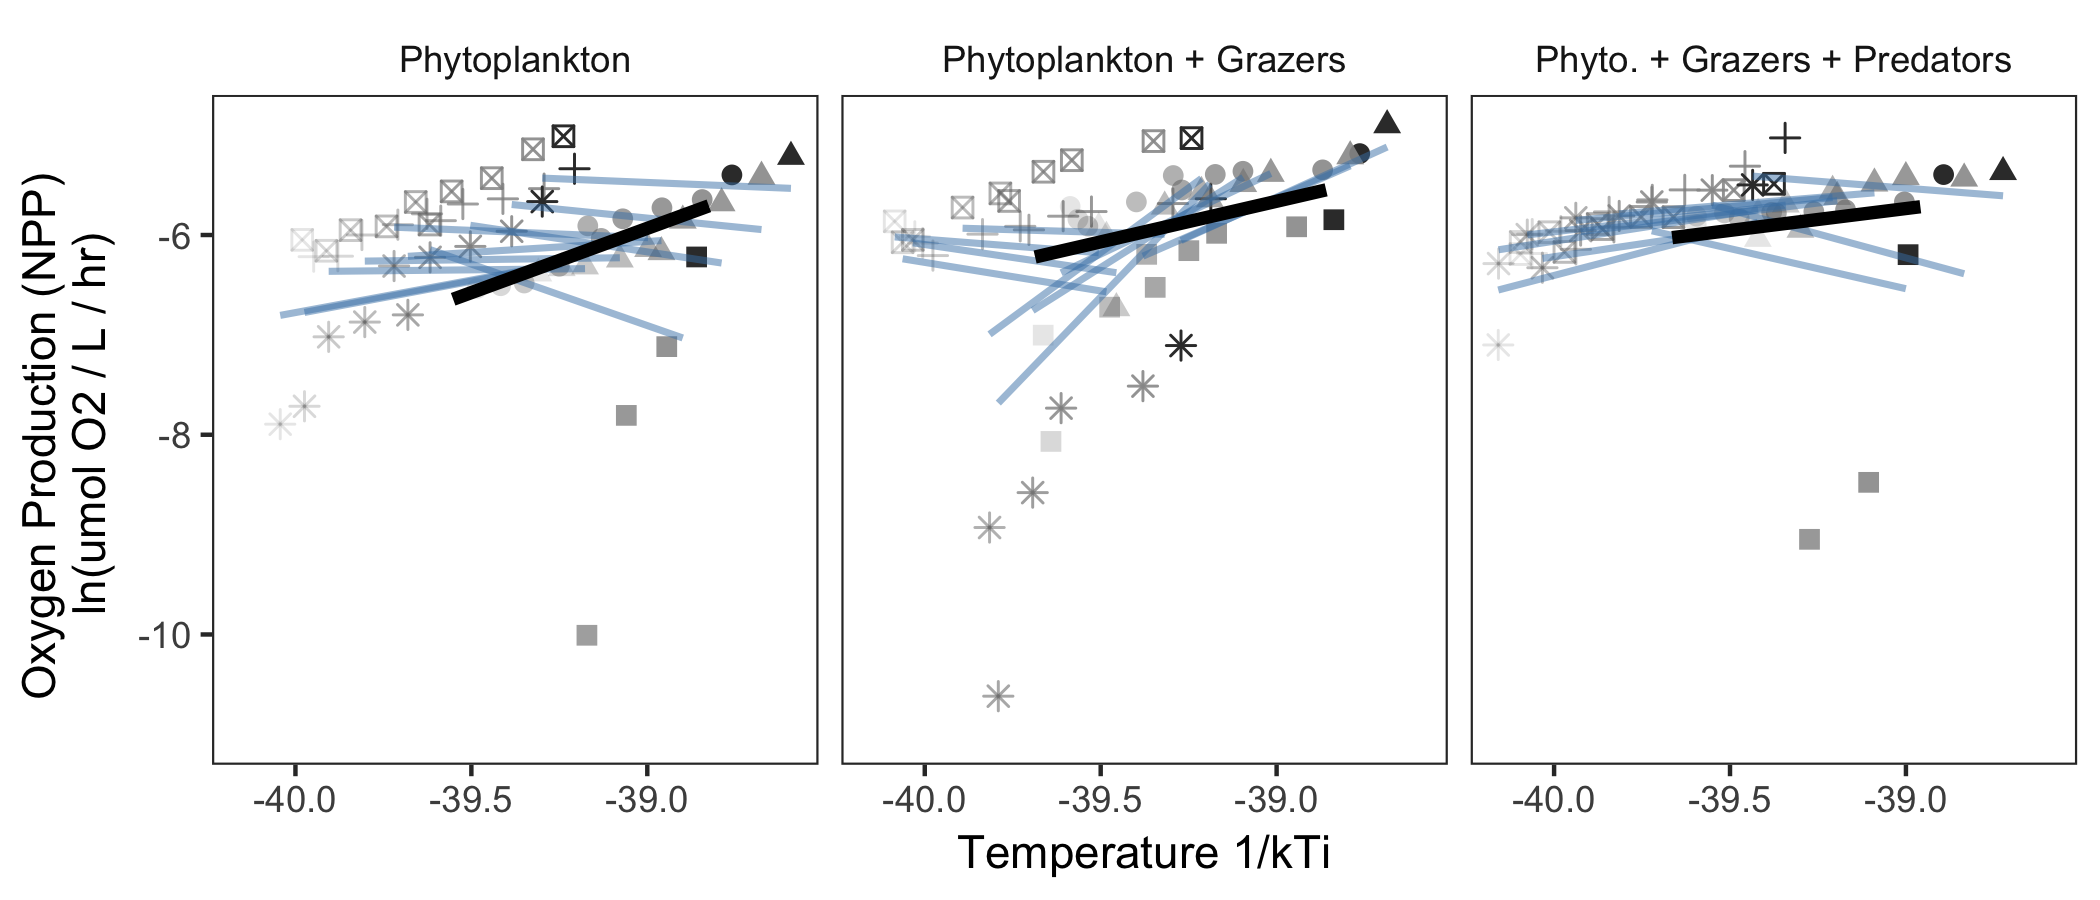 Phytoplankton
Phytoplankton + Grazers
Phyto. + Grazers + Predators
Oxygen Production (NPP)
ln(umol O2 / L / hr)
-6
-8
-10
-40.0
-39.5
-39.0
-40.0
-39.5
-39.0
-40.0
-39.5
-39.0
Temperature 1/kTi